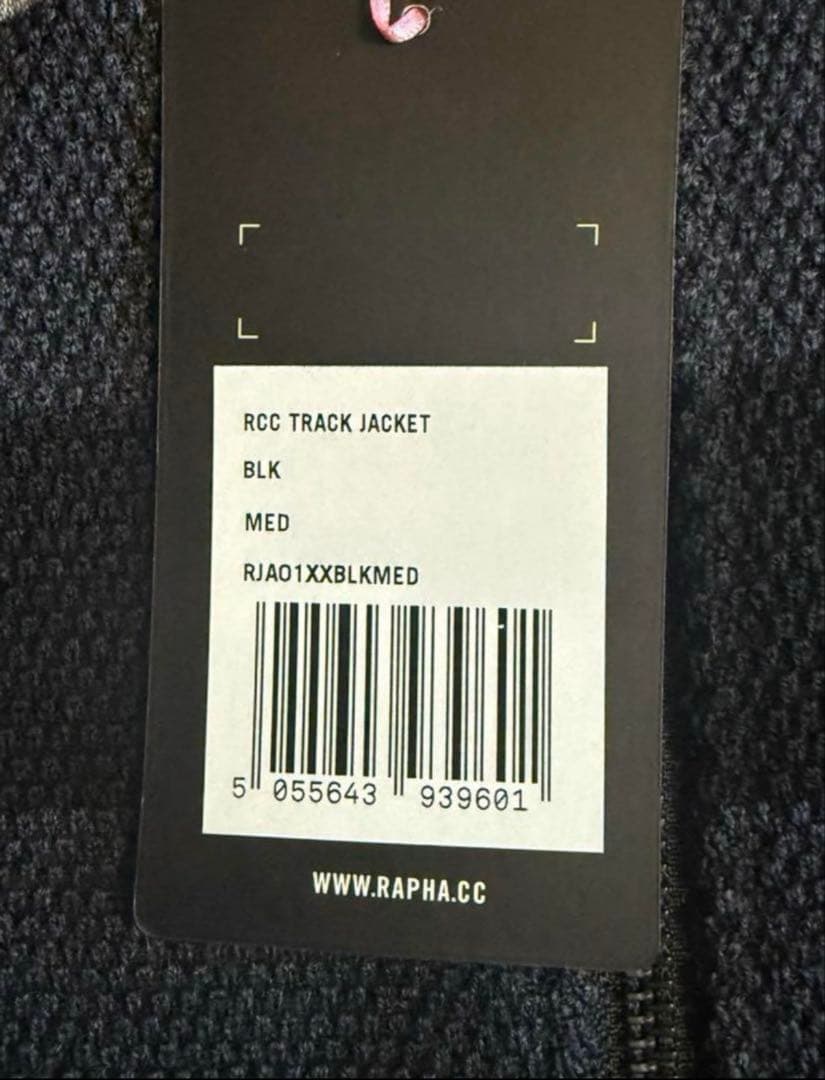 RCC TRACK JACKET
BLK
MED
RJA01XXBLKMED
5 055643 939601
WWW.RAPHA.CC